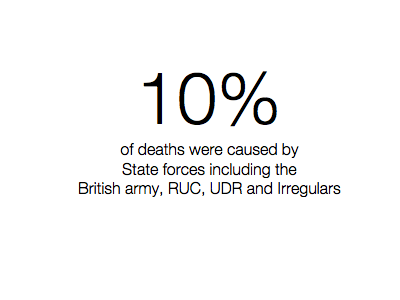 10%
of deaths were caused by
State forces including the
British army, RUC, UDR and Irregulars